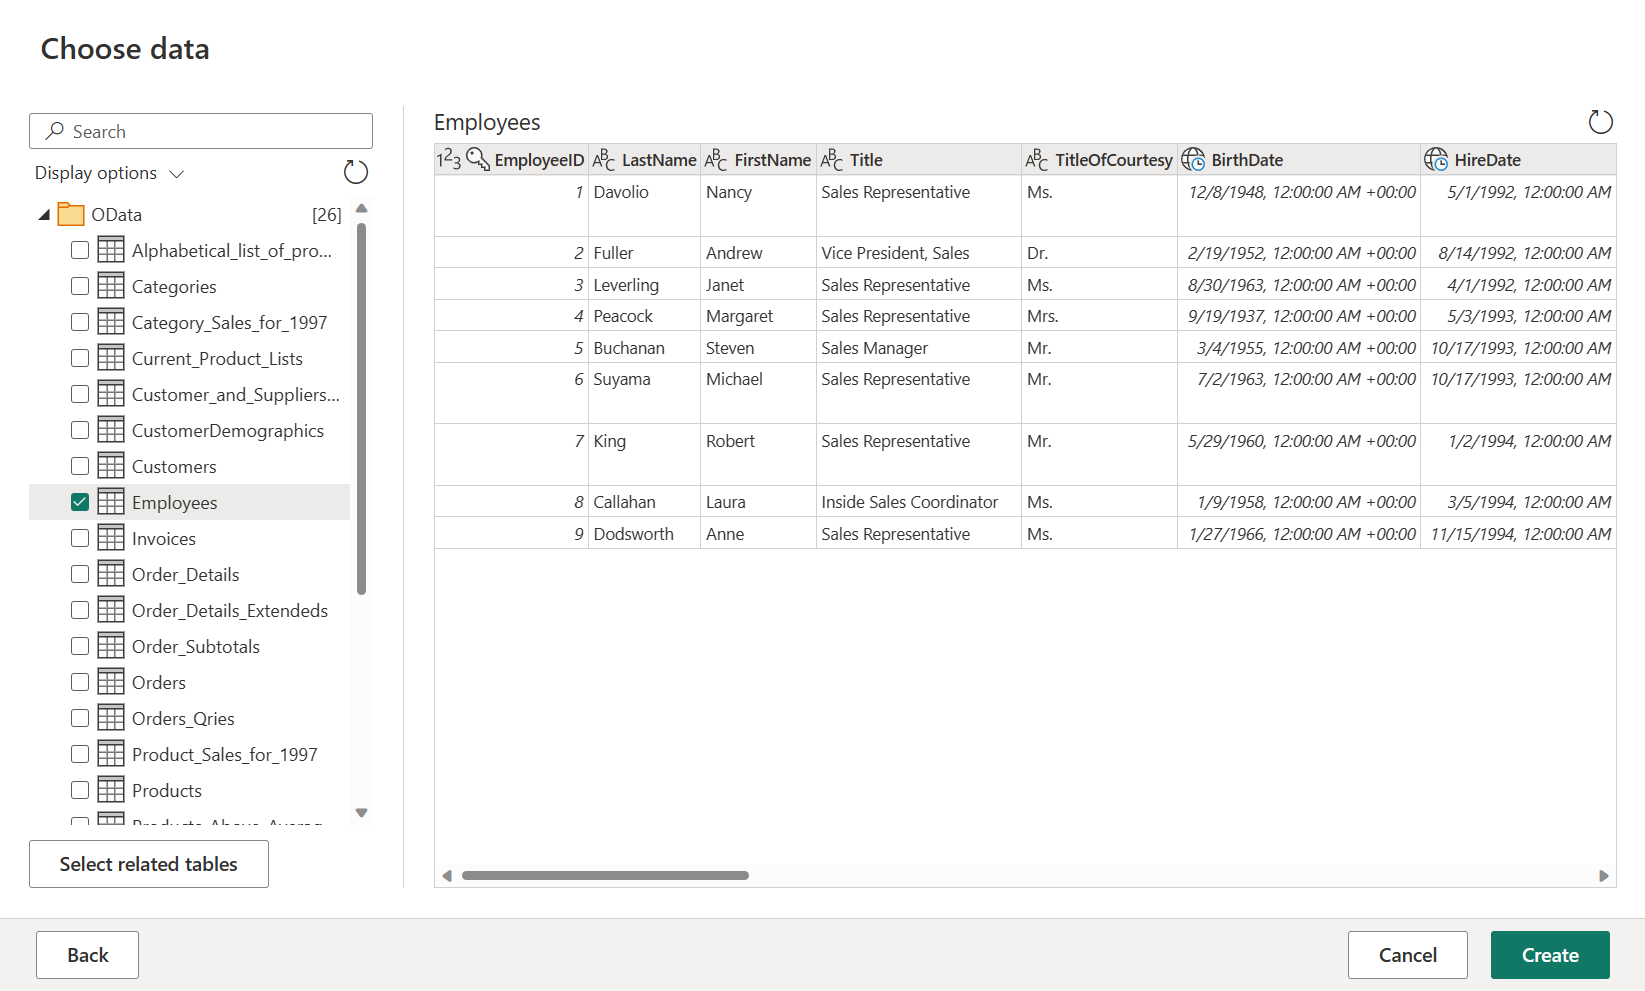 Choose data
Search
Display options
OData [26]
Alphabetical_list_of_pro...
Categories
Category_Sales_for_1997
Current_Product_Lists
Customer_and_Suppliers...
CustomerDemographics
Customers
Employees
Invoices
Order_Details
Order_Details_Extendeds
Order_Subtotals
Orders
Orders_Qries
Product_Sales_for_1997
Products
Products_Above_Averag
Select related tables
Employees
123 EmployeeID ABC LastName ABC FirstName ABC Title ABC TitleOfCourtesy BirthDate HireDate
1 Davolio Nancy Sales Representative Ms. 12/8/1948, 12:00:00 AM +00:00 5/1/1992, 12:00:00 AM
2 Fuller Andrew Vice President, Sales Dr. 2/19/1952, 12:00:00 AM +00:00 8/14/1992, 12:00:00 AM
3 Leverling Janet Sales Representative Ms. 8/30/1963, 12:00:00 AM +00:00 4/1/1992, 12:00:00 AM
4 Peacock Margaret Sales Representative Mrs. 9/19/1937, 12:00:00 AM +00:00 5/3/1993, 12:00:00 AM
5 Buchanan Steven Sales Manager Mr. 3/4/1955, 12:00:00 AM +00:00 10/17/1993, 12:00:00 AM
6 Suyama Michael Sales Representative Mr. 7/2/1963, 12:00:00 AM +00:00 10/17/1993, 12:00:00 AM
7 King Robert Sales Representative Mr. 5/29/1960, 12:00:00 AM +00:00 1/2/1994, 12:00:00 AM
8 Callahan Laura Inside Sales Coordinator Ms. 1/9/1958, 12:00:00 AM +00:00 3/5/1994, 12:00:00 AM
9 Dodsworth Anne Sales Representative Ms. 1/27/1966, 12:00:00 AM +00:00 11/15/1994, 12:00:00 AM
Back
Cancel
Create